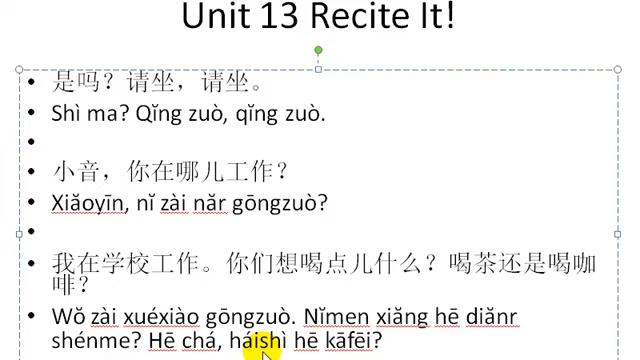 Unit 13 Recite It!
• 是吗？请坐，请坐。
• Shì ma? Qǐng zuò, qǐng zuò.
•
• 小音，你在哪儿工作？
• Xiǎoyīn, nǐ zài nǎr gōngzuò?
•
• 我在学校工作。你们想喝点儿什么？喝茶还是喝咖
啡？
• Wǒ zài xuéxiào gōngzuò. Nǐmen xiǎng hē diǎnr
shénme? Hē chá, háishì hē kāfēi?